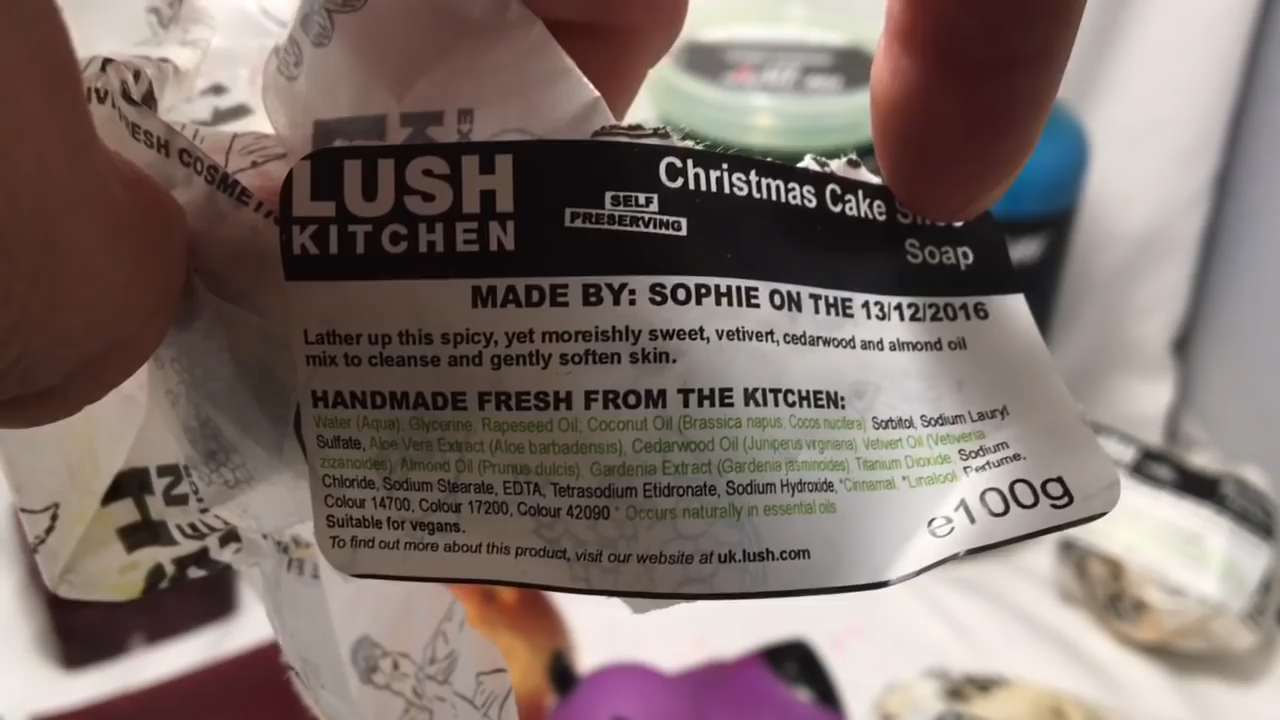 FRESH COSME
LUSH
KITCHEN
SELF
PRESERVING
Christmas Cake
Soap
MADE BY: SOPHIE ON THE 13/12/2016
Lather up this spicy, yet moreishly sweet, vetivert, cedarwood and almond oil
mix to cleanse and gently soften skin.
HANDMADE FRESH FROM THE KITCHEN:
Water (Aqua), Glycerine, Rapeseed Oil; Coconut Oil (Brassica napus, Cocos nucifera), Sorbitol, Sodium Lauryl
Sulfate, Aloe Vera Extract (Aloe barbadensis), Cedarwood Oil (Juniperus virginiana), Vetivert Oil (Vetiveria
zizanoides), Almond Oil (Prunus dulcis), Gardenia Extract (Gardenia jasminoides), Titanium Dioxide, Sodium
Chloride, Sodium Stearate, EDTA, Tetrasodium Etidronate, Sodium Hydroxide, *Cinnamal, *Linalool, Perfume,
Colour 14700, Colour 17200, Colour 42090 * Occurs naturally in essential oils
Suitable for vegans.
To find out more about this product, visit our website at uk.lush.com
e100g